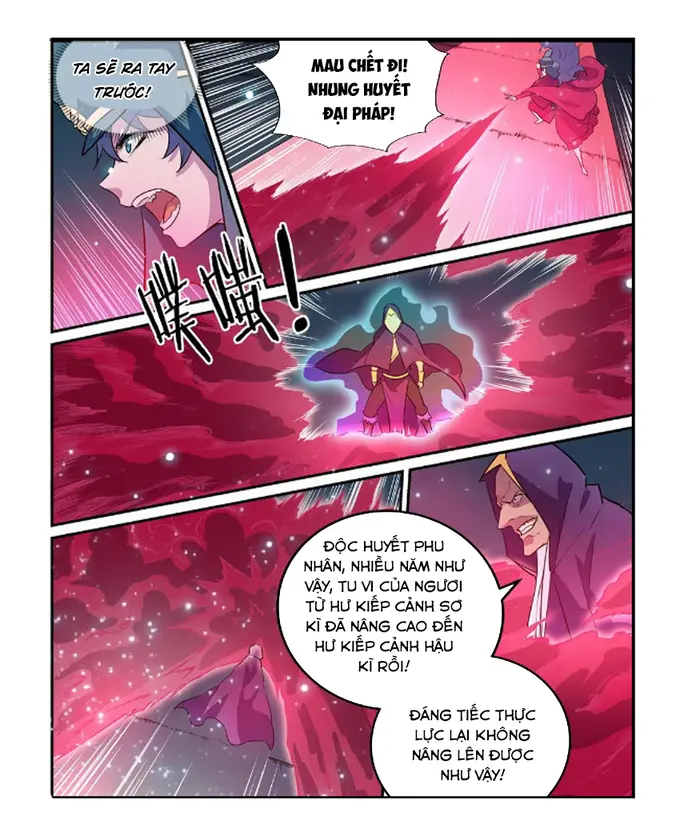 TA SẼ RA TAY
TRƯỚC!
MAU CHẾT ĐI!
NHUNG HUYẾT
ĐẠI PHÁP!
噗嗤!
ĐỘC HUYẾT PHU
NHÂN, NHIỀU NĂM NHƯ
VẬY, TU VI CỦA NGƯƠI
TỪ HƯ KIẾP CẢNH SƠ
KÌ ĐÃ NÂNG CAO ĐẾN
HƯ KIẾP CẢNH HẬU
KÌ RỒI!
ĐÁNG TIẾC THỰC
LỰC LẠI KHÔNG
NÂNG LÊN ĐƯỢC
NHƯ VẬY!